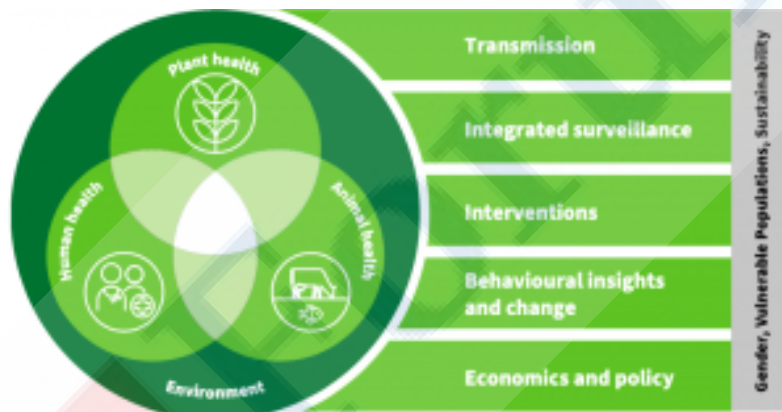 Plant health
Human health
Animal health
Environment
Transmission
Integrated surveillance
Interventions
Behavioural insights
and change
Economics and policy
Gender, Vulnerable Populations, Sustainability